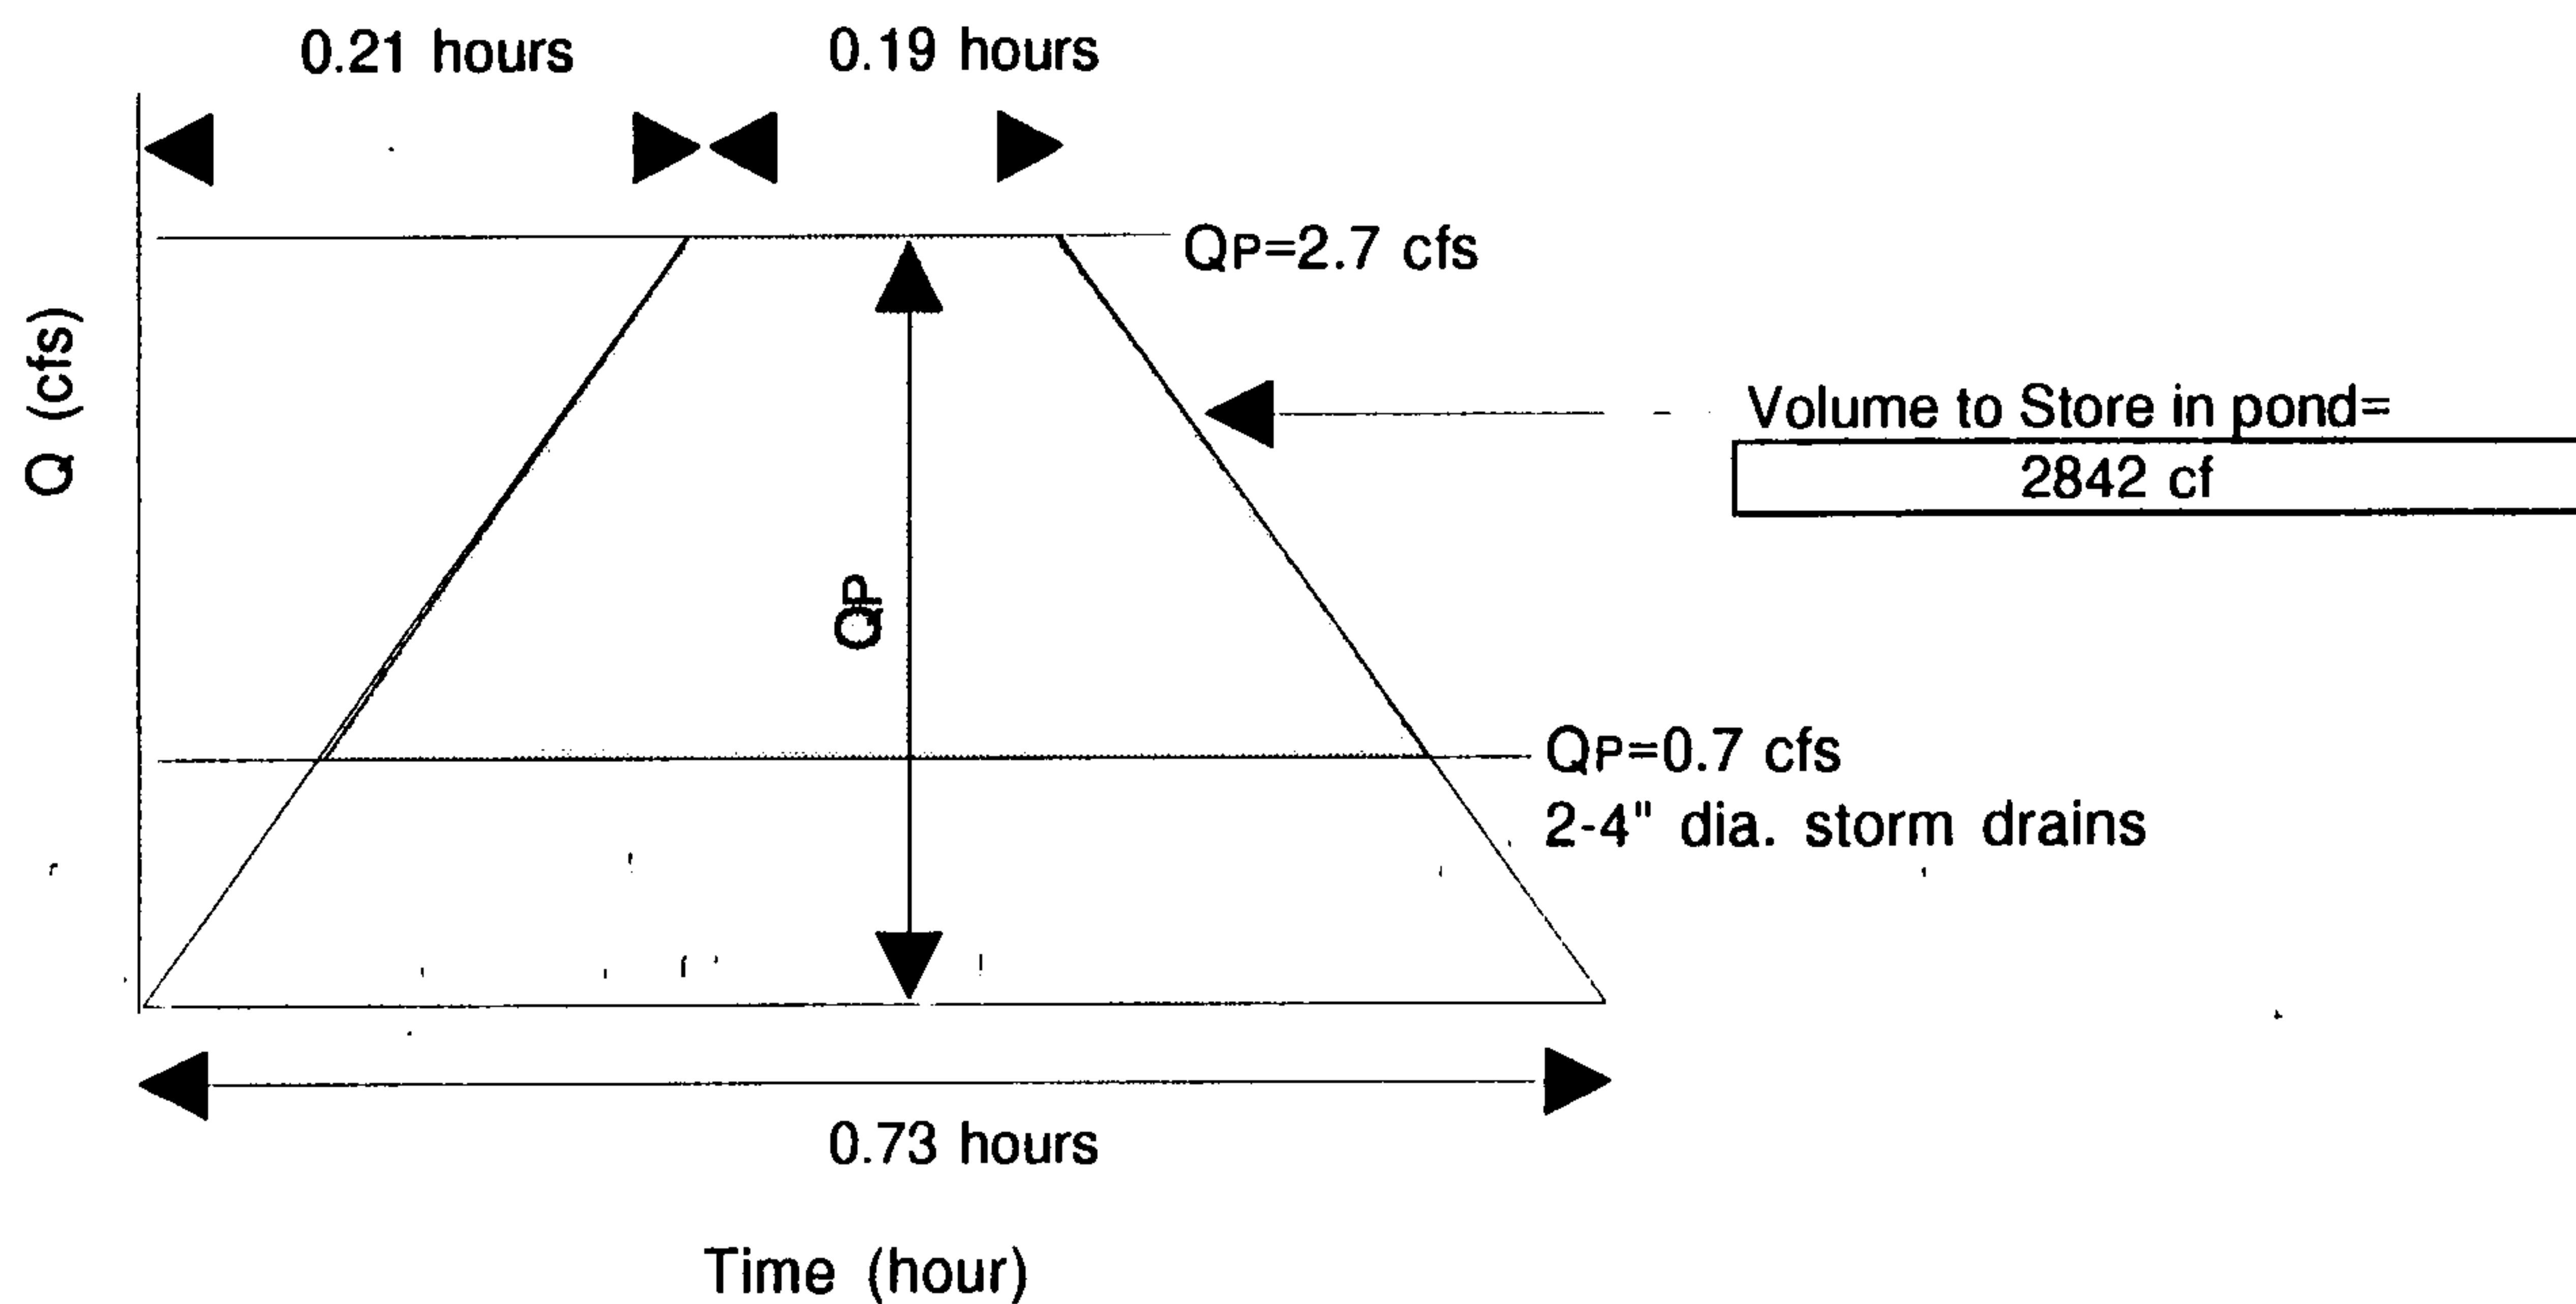 0.21 hours 0.19 hours
QP=2.7 cfs
Q (cfs)
Volume to Store in pond=
2842 cf
QP
QP=0.7 cfs
2-4" dia. storm drains
0.73 hours
Time (hour)